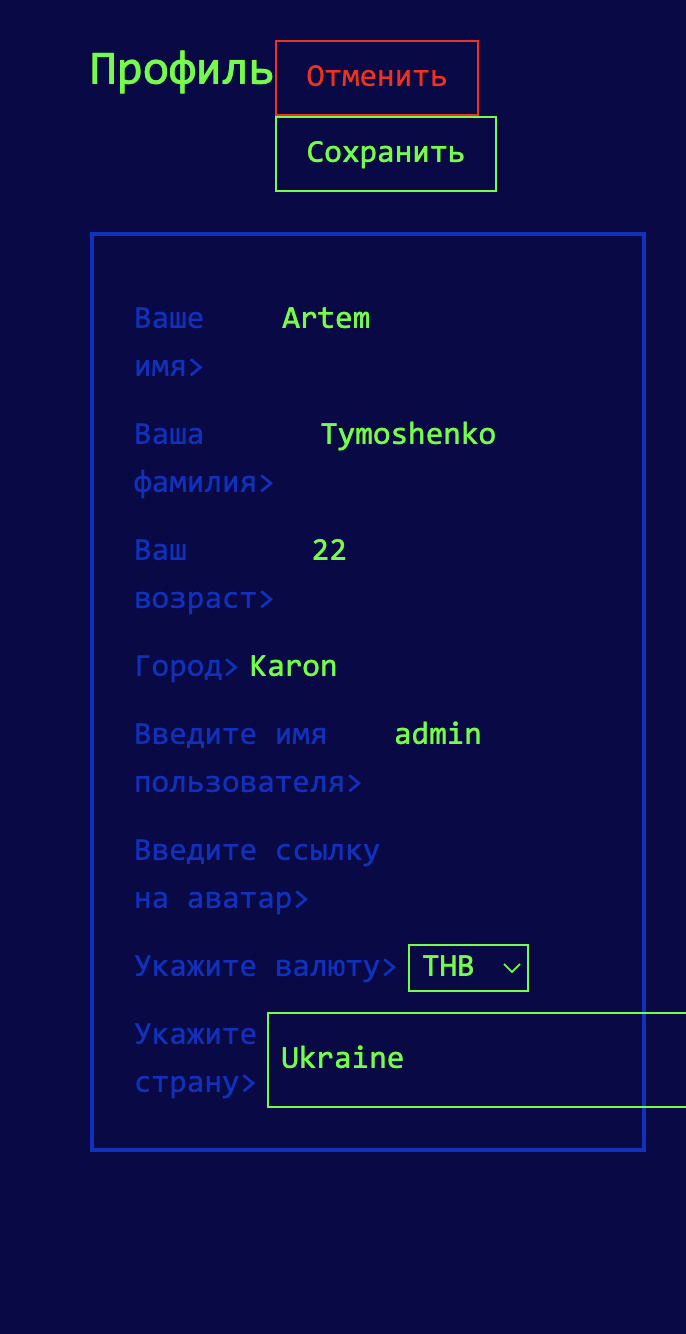 Профиль
Отменить
Сохранить
Ваше Artem
имя>
Ваша Tymoshenko
фамилия>
Ваш 22
возраст>
Город> Karon
Введите имя admin
пользователя>
Введите ссылку
на аватар>
Укажите валюту> THB
Укажите
страну>
Ukraine